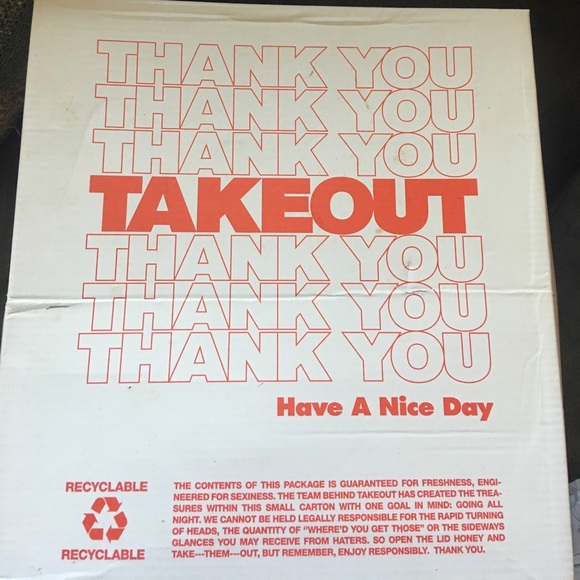 THANK YOU
THANK YOU
THANK YOU
TAKEOUT
THANK YOU
THANK YOU
THANK YOU
Have A Nice Day
RECYCLABLE
RECYCLABLE
THE CONTENTS OF THIS PACKAGE IS GUARANTEED FOR FRESHNESS, ENGI-
NEERED FOR SEXINESS. THE TEAM BEHIND TAKEOUT HAS CREATED THE TREA-
SURES WITHIN THIS SMALL CARTON WITH ONE GOAL IN MIND: GOING ALL
NIGHT. WE CANNOT BE HELD LEGALLY RESPONSIBLE FOR THE RAPID TURNING
OF HEADS, THE QUANTITY OF "WHERE'D YOU GET THOSE" OR THE SIDEWAYS
GLANCES YOU MAY RECEIVE FROM HATERS. SO OPEN THE LID HONEY AND
TAKE---THEM---OUT, BUT REMEMBER, ENJOY RESPONSIBLY. THANK YOU.